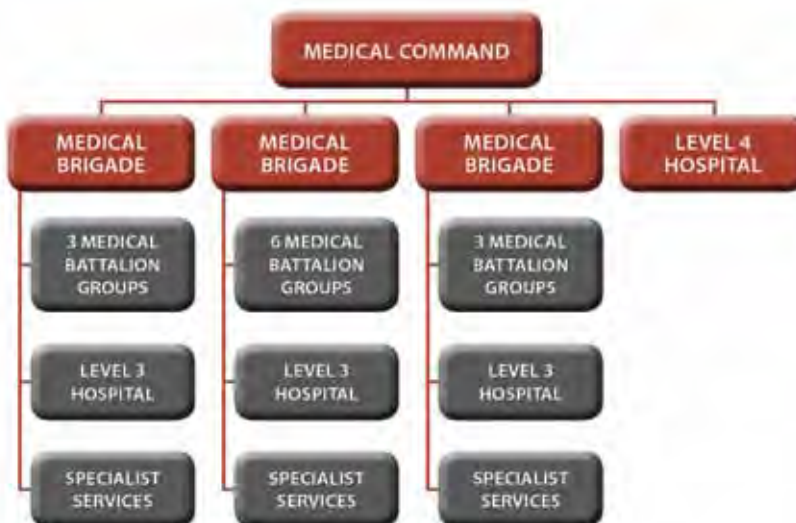 MEDICAL COMMAND
MEDICAL
BRIGADE
MEDICAL
BRIGADE
MEDICAL
BRIGADE
LEVEL 4
HOSPITAL
3 MEDICAL
BATTALION
GROUPS
6 MEDICAL
BATTALION
GROUPS
3 MEDICAL
BATTALION
GROUPS
LEVEL 3
HOSPITAL
LEVEL 3
HOSPITAL
LEVEL 3
HOSPITAL
SPECIALIST
SERVICES
SPECIALIST
SERVICES
SPECIALIST
SERVICES